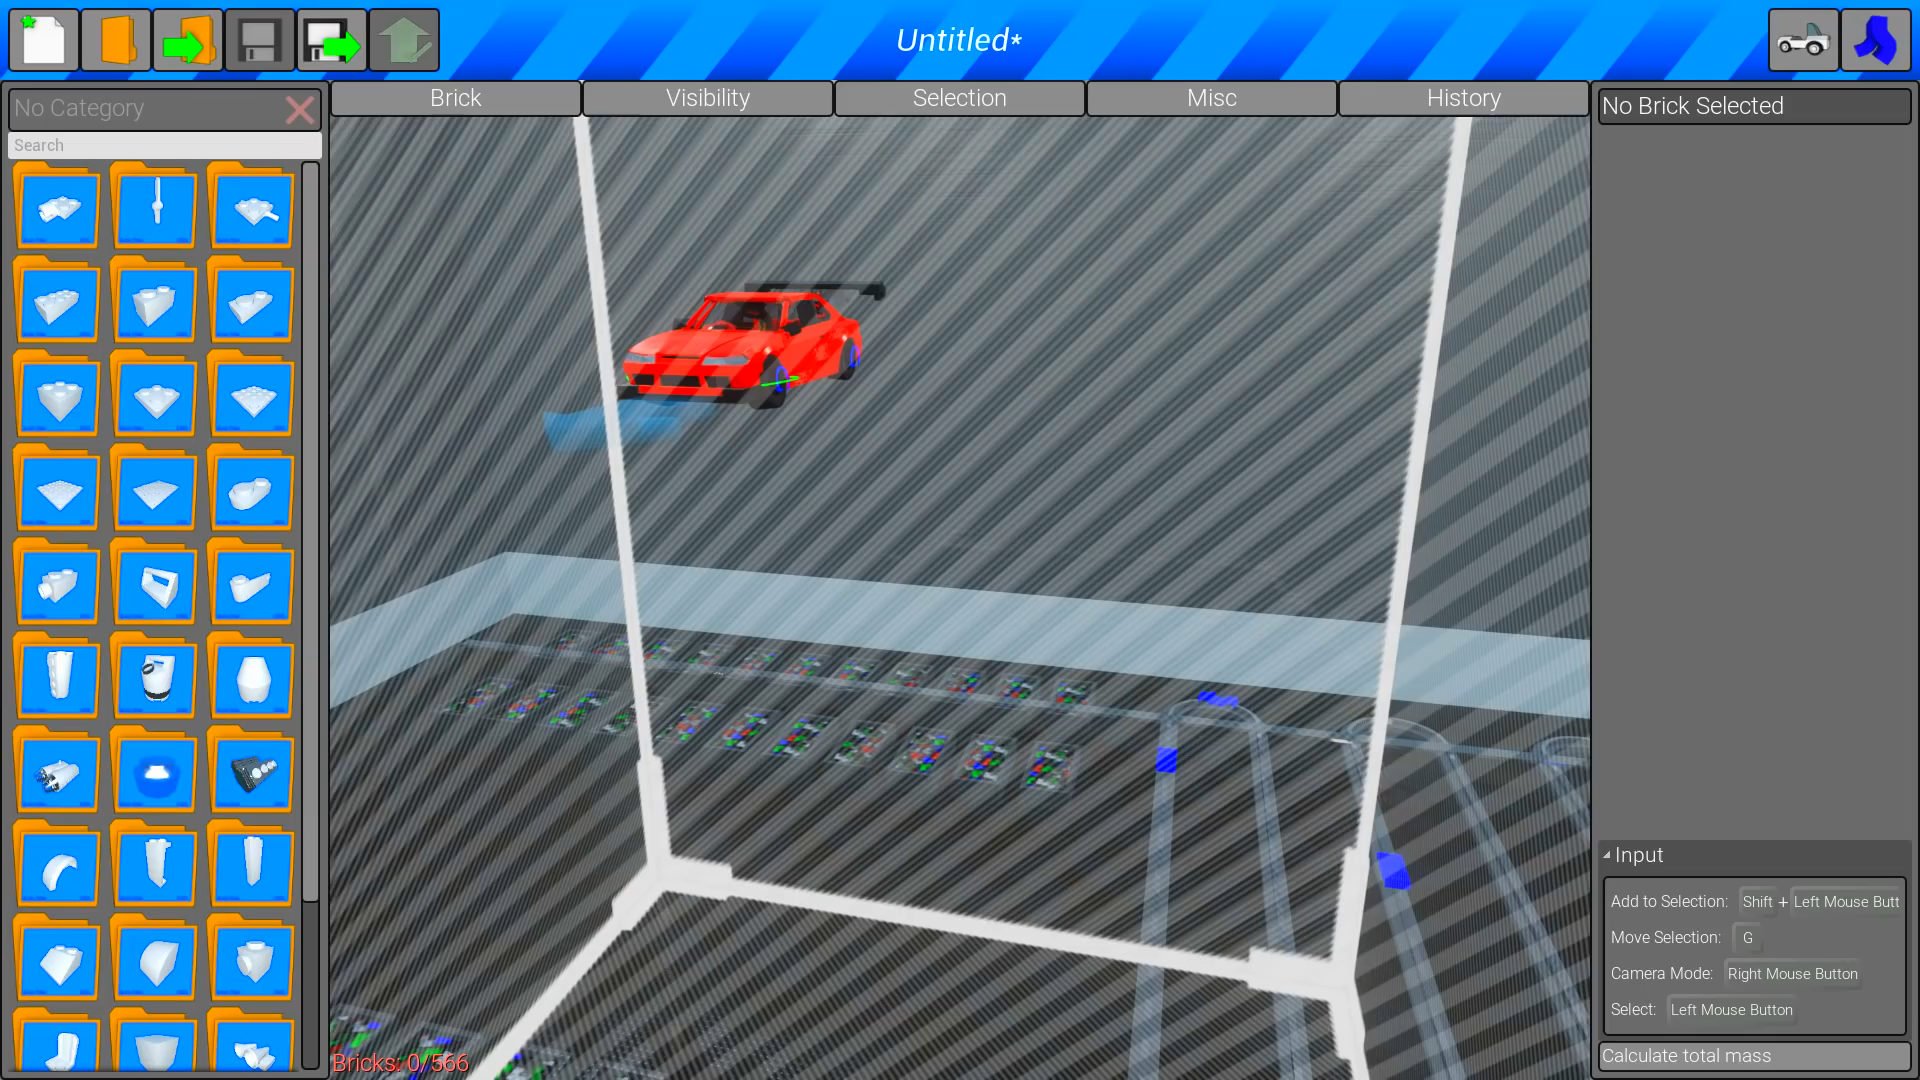 Untitled*
No Category
Search
Brick
Visibility
Selection
Misc
History
No Brick Selected
Input
Add to Selection: Shift + Left Mouse Butt
Move Selection: G
Camera Mode: Right Mouse Button
Select: Left Mouse Button
Calculate total mass
Bricks: 0/566